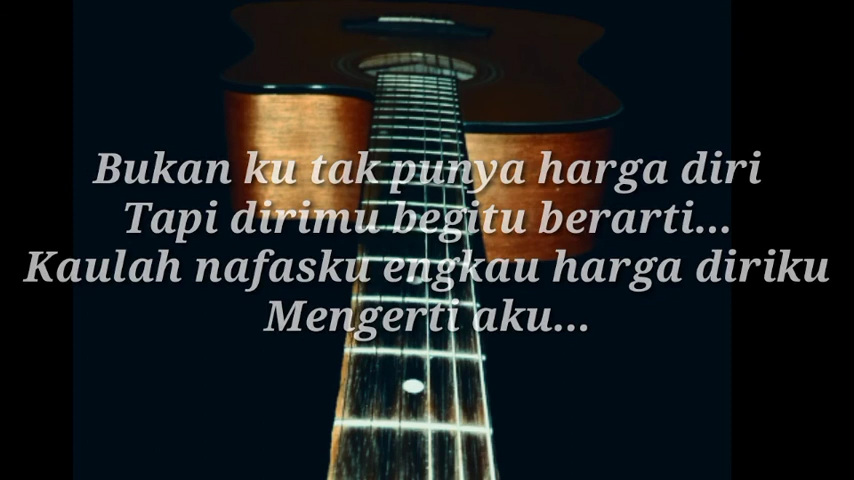 Bukan ku tak punya harga diri
Tapi dirimu begitu berarti...
Kaulah nafasku engkau harga diriku
Mengerti aku...